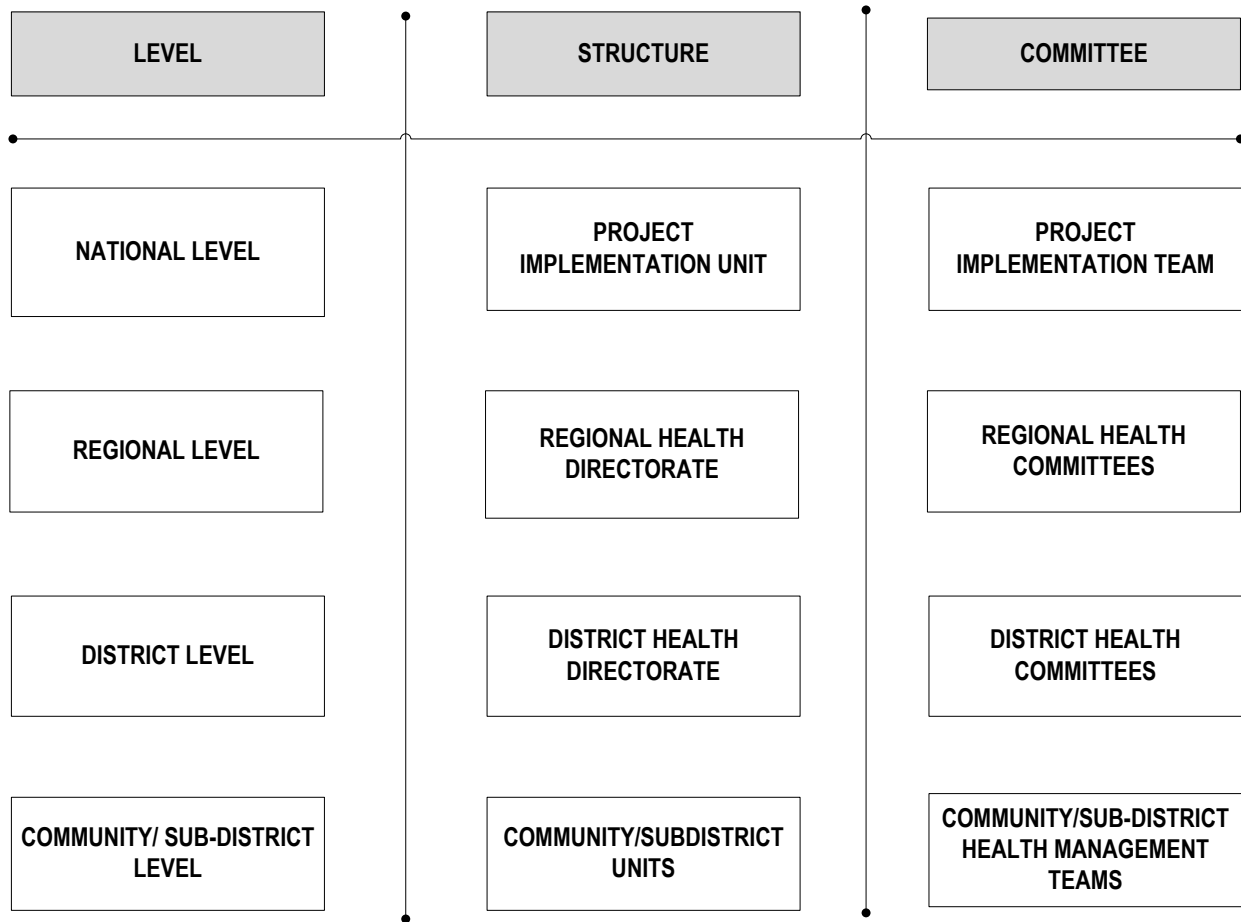 LEVEL
STRUCTURE
COMMITTEE
NATIONAL LEVEL
PROJECT
IMPLEMENTATION UNIT
PROJECT
IMPLEMENTATION TEAM
REGIONAL LEVEL
REGIONAL HEALTH
DIRECTORATE
REGIONAL HEALTH
COMMITTEES
DISTRICT LEVEL
DISTRICT HEALTH
DIRECTORATE
DISTRICT HEALTH
COMMITTEES
COMMUNITY/ SUB-DISTRICT
LEVEL
COMMUNITY/SUBDISTRICT
UNITS
COMMUNITY/SUB-DISTRICT
HEALTH MANAGEMENT
TEAMS